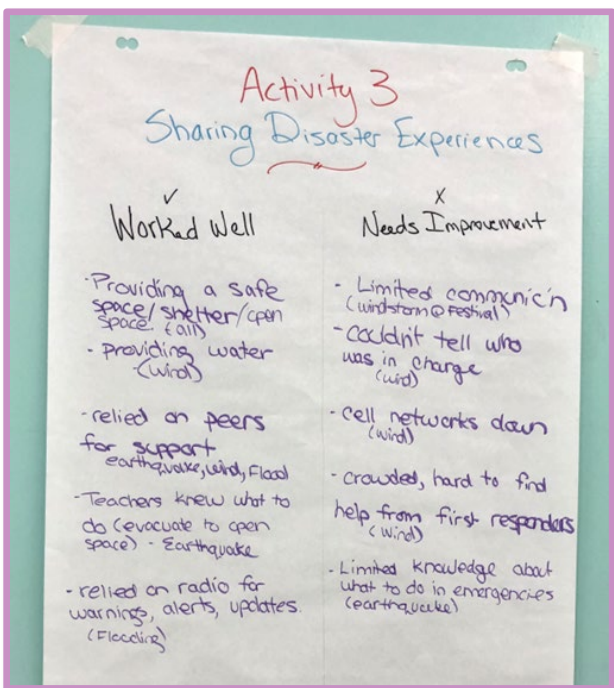 Activity 3
Sharing Disaster Experiences
✓
Worked Well
- Providing a safe
space/shelter/open
space. (all)
- providing water
- (wind)
- relied on peers
for support
earthquake, wind, Flood
- Teachers knew what to
do (evacuate to open
space) - Earthquake
- relied on radio for
warnings, alerts, updates.
(Flooding)
X
Needs Improvement
- Limited communic'n
(windstorm@Festival)
- couldn't tell who
was in charge
(wind)
- cell networks down
(wind)
- crowded, hard to find
help from first responders
(wind)
- Limited knowledge about
what to do in emergencies
(earthquake)